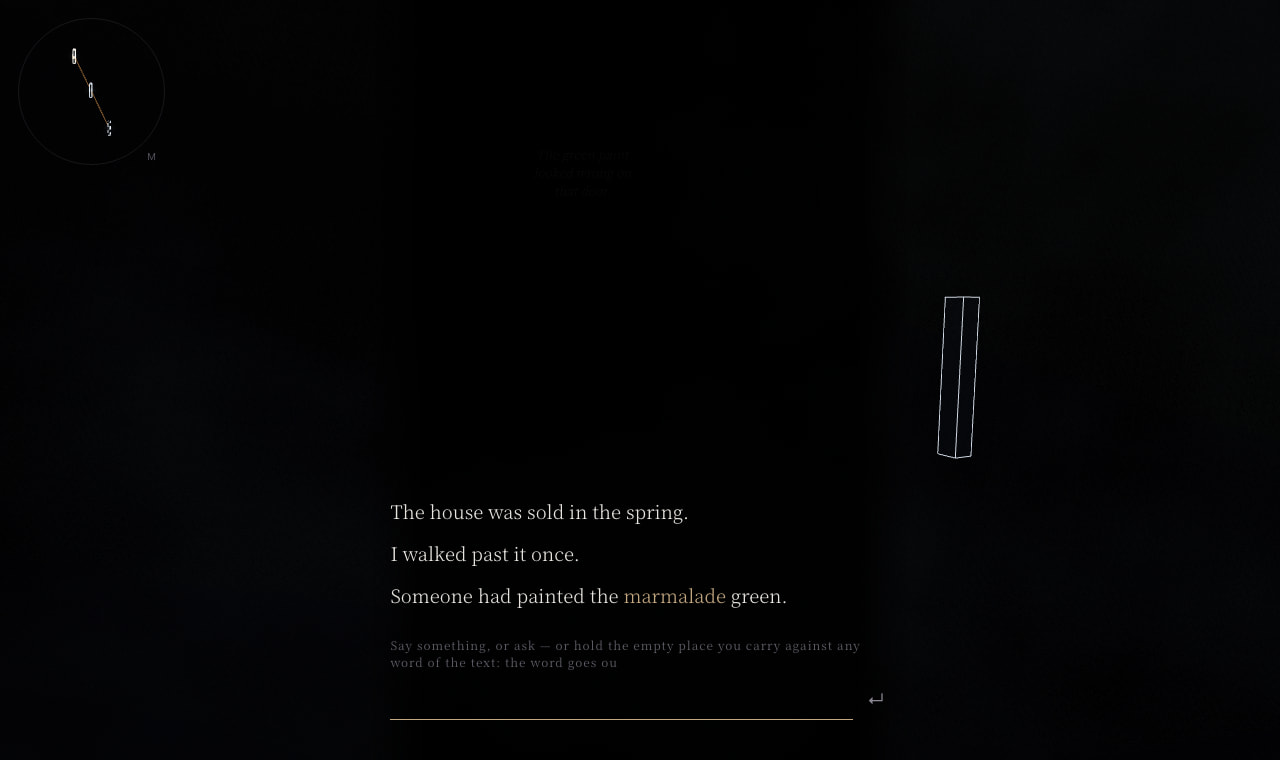 M
The house was sold in the spring.
I walked past it once.
Someone had painted the marmalade green.
Say something, or ask — or hold the empty place you carry against any
word of the text: the word goes ou